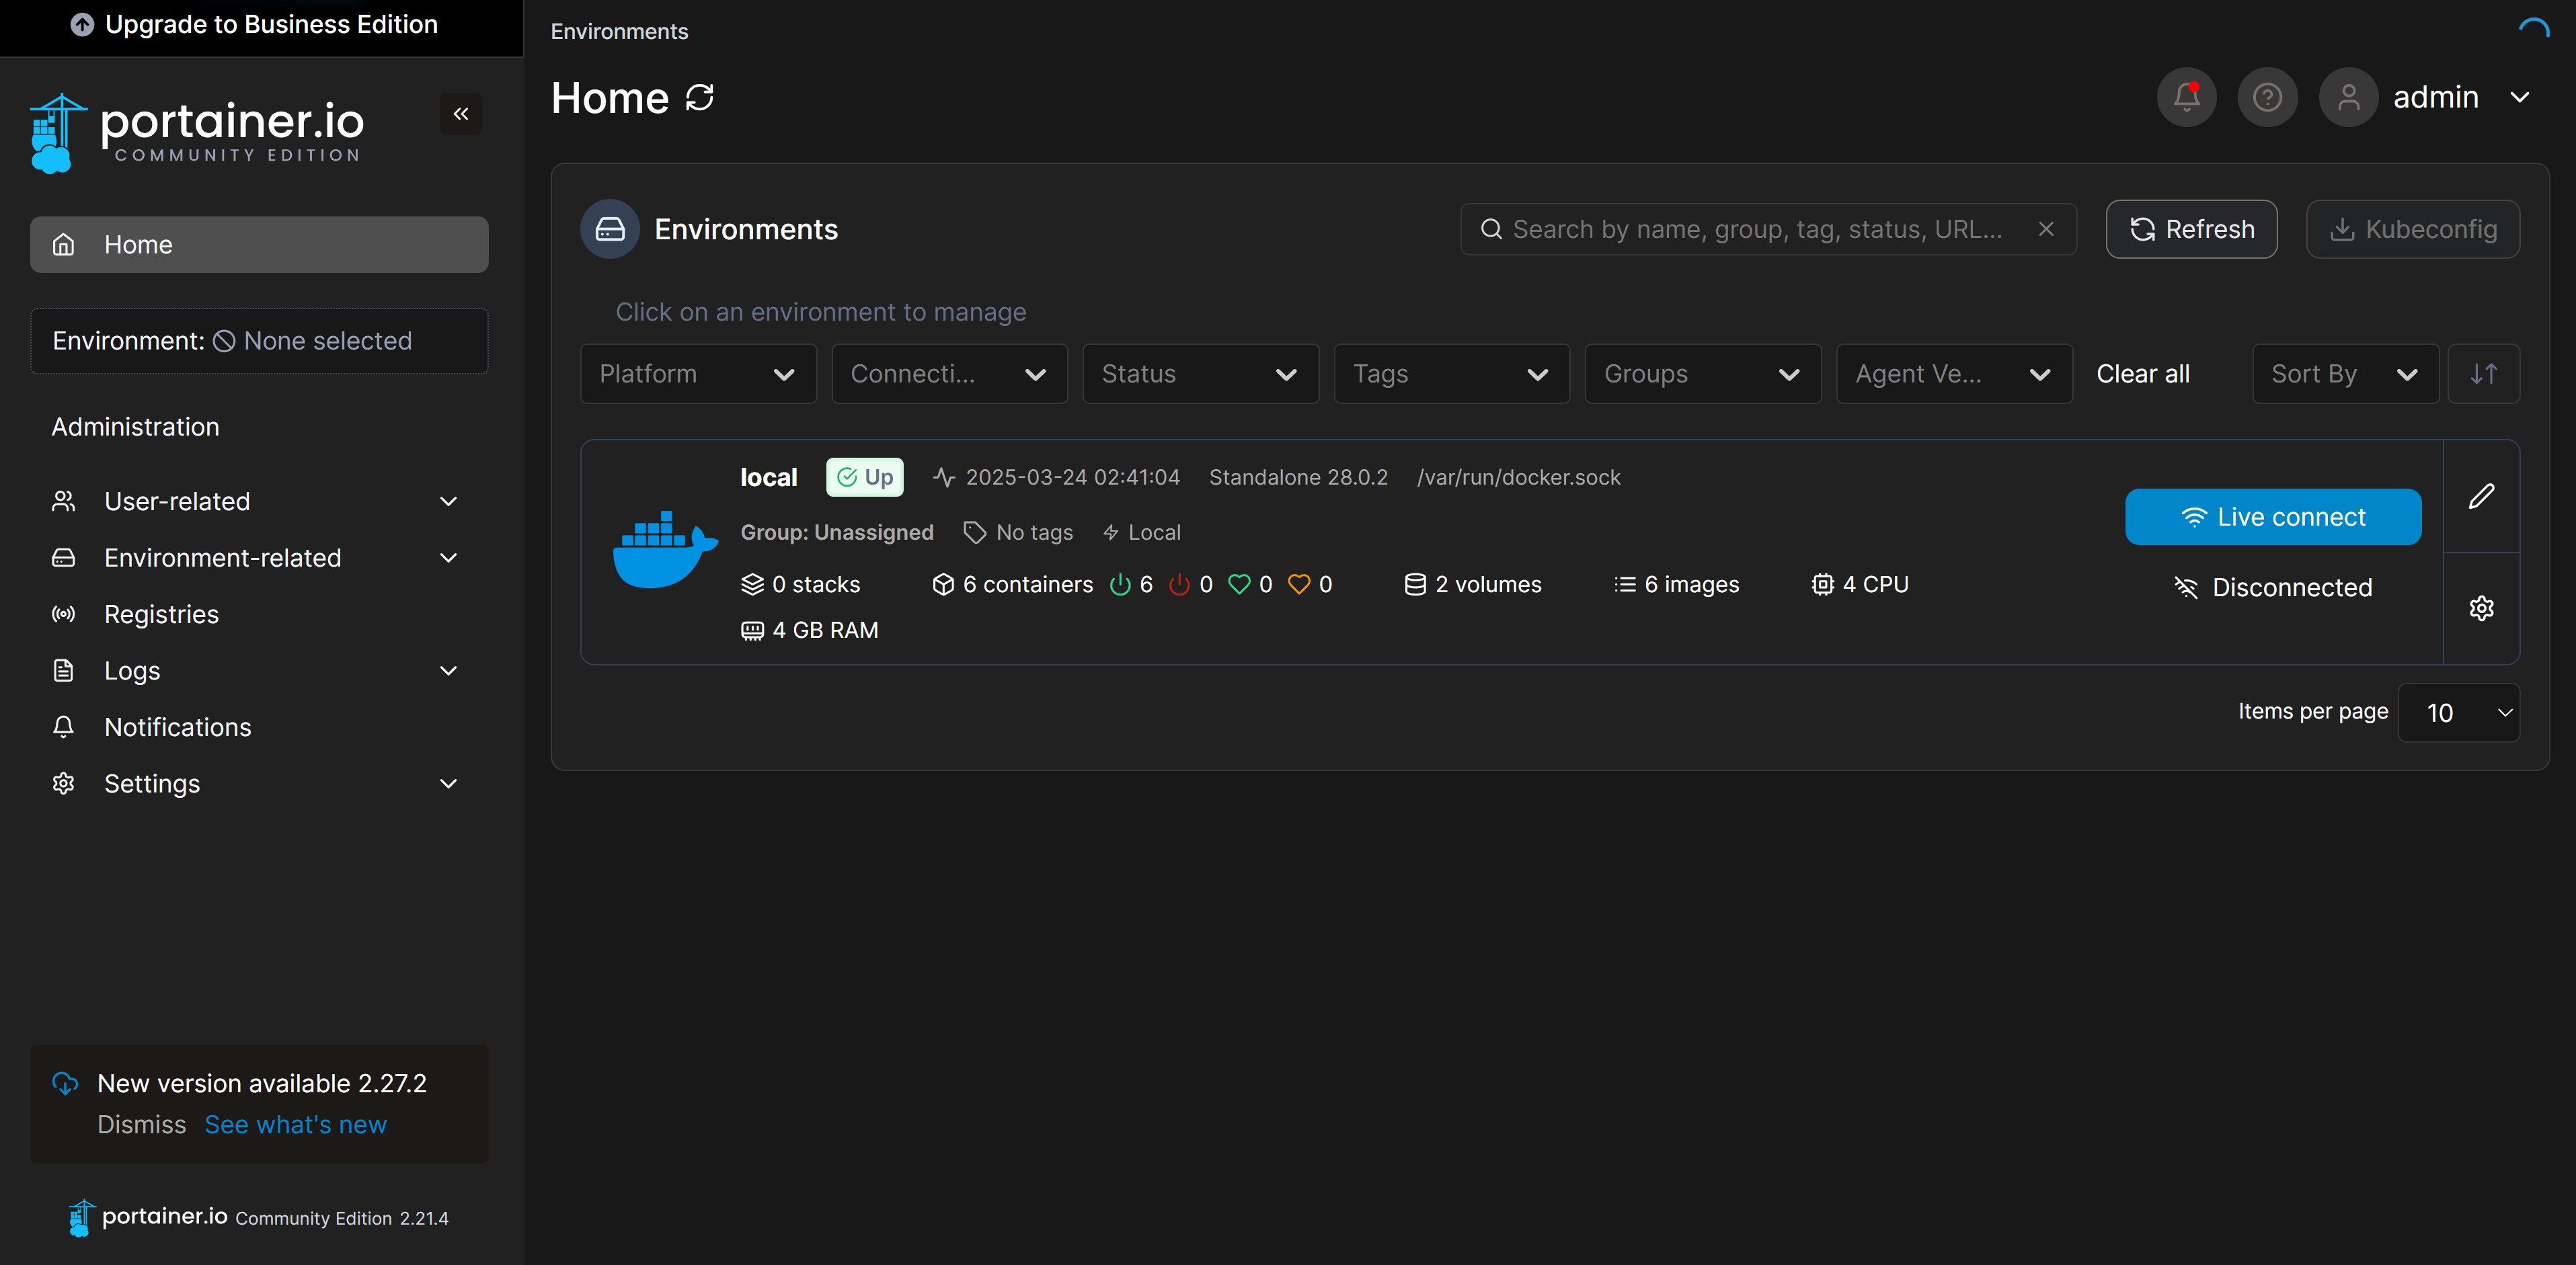 Upgrade to Business Edition
portainer.io
COMMUNITY EDITION
Home
Environment: None selected
Administration
User-related
Environment-related
Registries
Logs
Notifications
Settings
New version available 2.27.2
Dismiss See what's new
portainer.io Community Edition 2.21.4
Environments
Home
admin
Environments
Search by name, group, tag, status, URL...
Refresh
Kubeconfig
Click on an environment to manage
Platform
Connecti...
Status
Tags
Groups
Agent Ve...
Clear all
Sort By
local Up 2025-03-24 02:41:04 Standalone 28.0.2 /var/run/docker.sock
Group: Unassigned No tags Local
0 stacks 6 containers 6 0 0 0 2 volumes 6 images 4 CPU
4 GB RAM
Live connect
Disconnected
Items per page 10